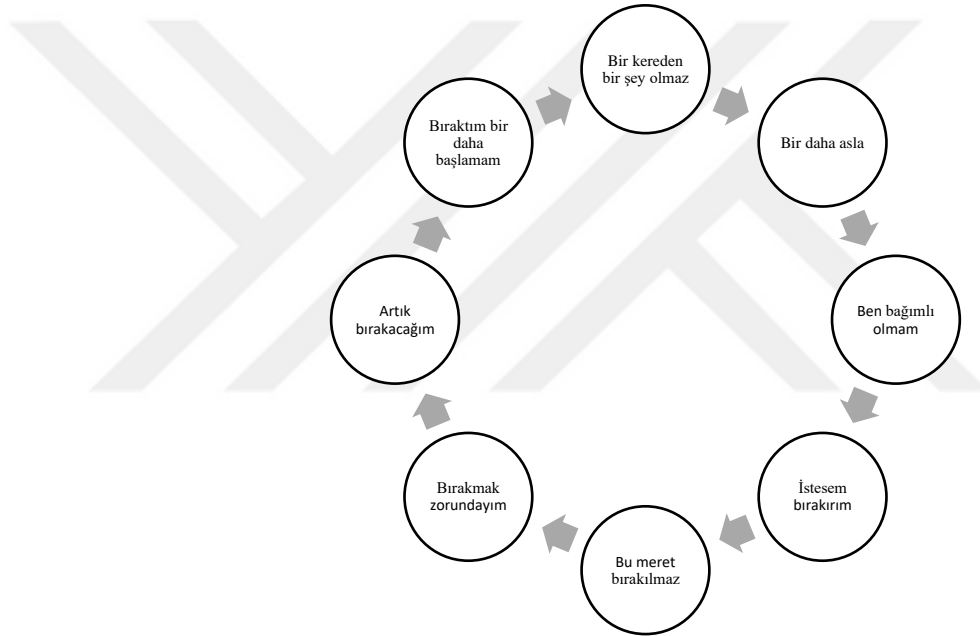 Bir kereden
bir şey olmaz
Bir daha asla
Ben bağımlı
olmam
İstesem
bırakırım
Bu meret
bırakılmaz
Bırakmak
zorundayım
Artık
bırakacağım
Bıraktım bir
daha
başlamam